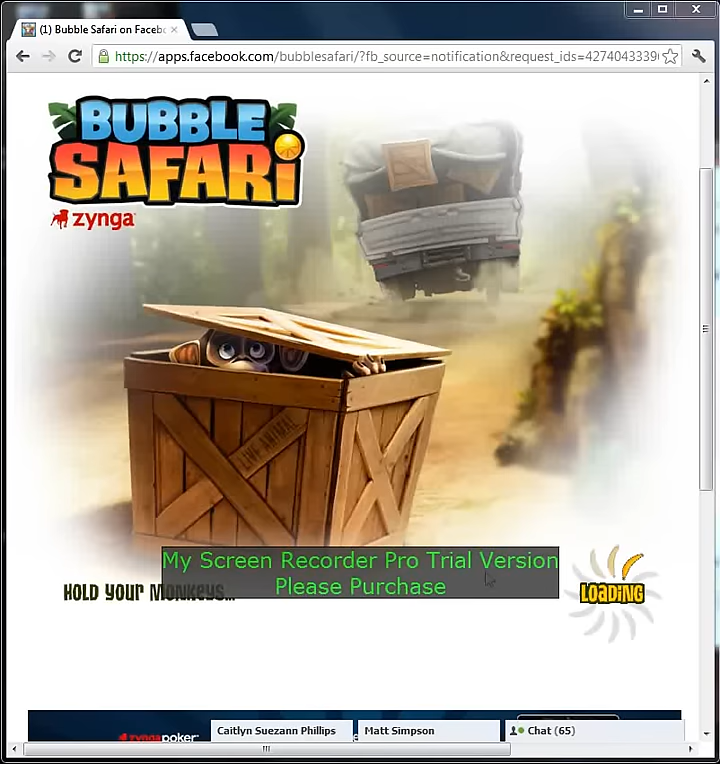 (1) Bubble Safari on Facebo
https://apps.facebook.com/bubblesafari/?fb_source=notification&request_ids=4274043339
BUBBLE
SAFARI
zynga
LIVE ANIMAL
My Screen Recorder Pro Trial Version
Please Purchase
HOLD YOUR MONKEYS...
LOADING
zyngapoker
Caitlyn Suezann Phillips
Matt Simpson
Chat (65)